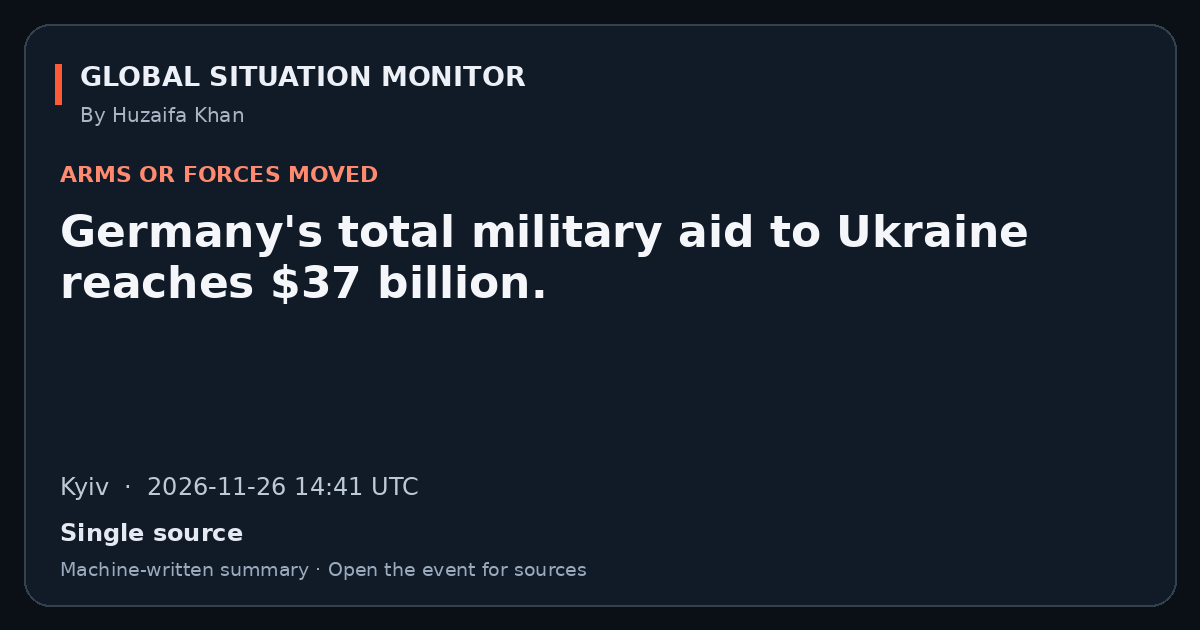 GLOBAL SITUATION MONITOR
By Huzaifa Khan
ARMS OR FORCES MOVED
Germany's total military aid to Ukraine
reaches $37 billion.
Kyiv · 2026-11-26 14:41 UTC
Single source
Machine-written summary · Open the event for sources